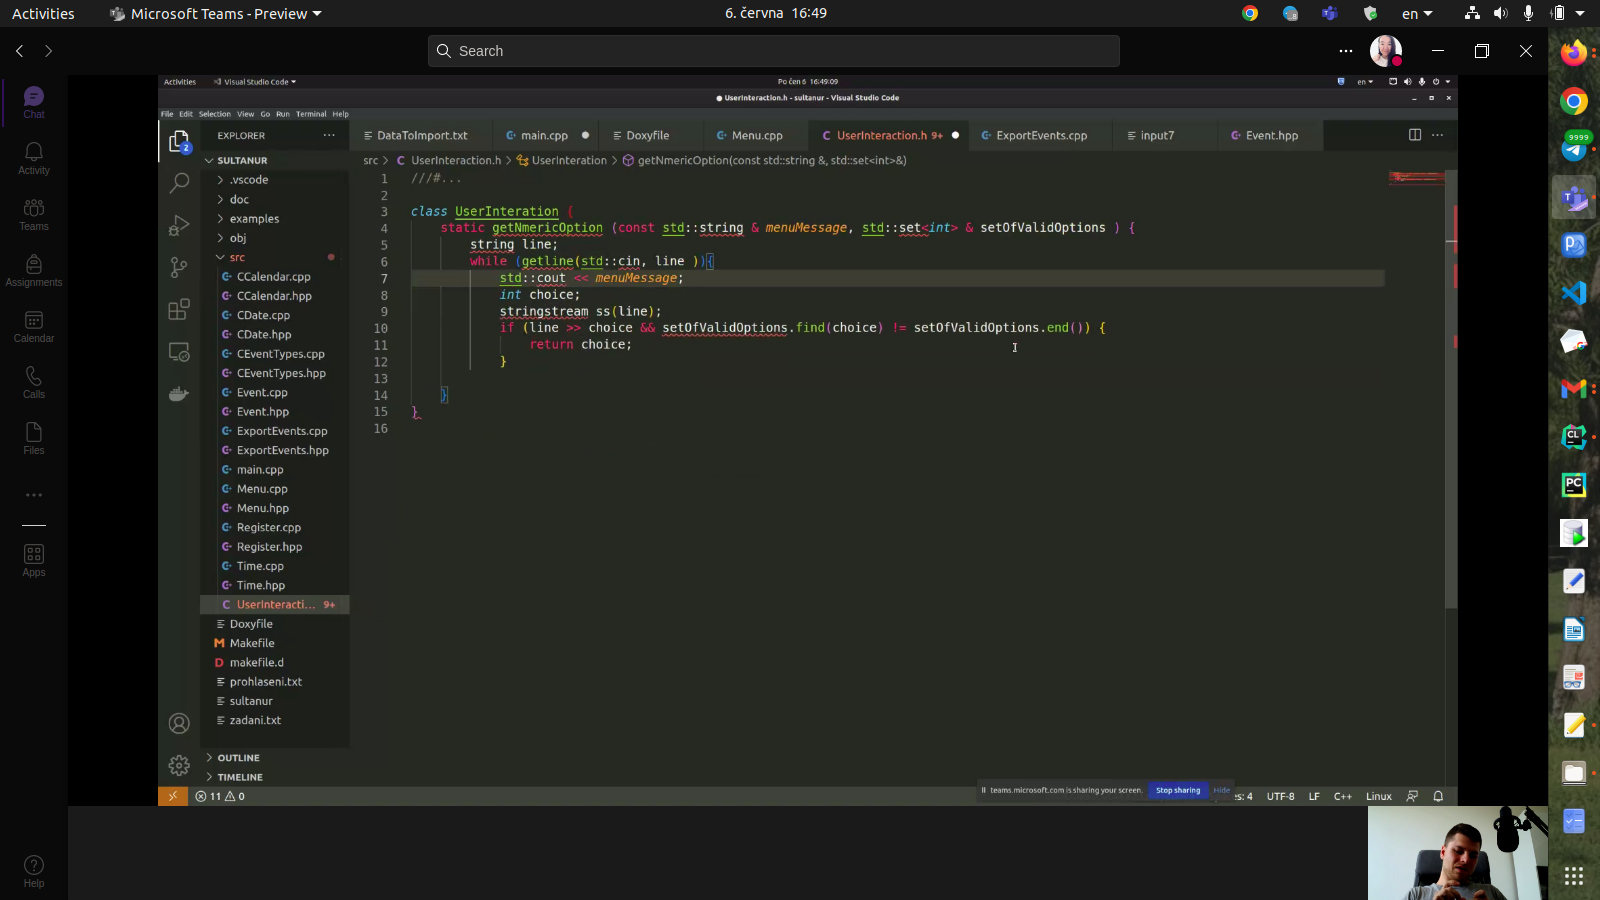 Activities
Microsoft Teams - Preview
6. června 16:49
en
Search
Chat
Activity
Teams
Assignments
Calendar
Calls
Files
Apps
Help
Activities
Visual Studio Code
Po čen 6 16:49:09
en
UserInteraction.h - sultanur - Visual Studio Code
File Edit Selection View Go Run Terminal Help
EXPLORER
DataToImport.txt
main.cpp
Doxyfile
Menu.cpp
UserInteraction.h 9+
ExportEvents.cpp
input7
Event.hpp
2
SULTANUR
.vscode
doc
examples
obj
src
CCalendar.cpp
CCalendar.hpp
CDate.cpp
CDate.hpp
CEventTypes.cpp
CEventTypes.hpp
Event.cpp
Event.hpp
ExportEvents.cpp
ExportEvents.hpp
main.cpp
Menu.cpp
Menu.hpp
Register.cpp
Register.hpp
Time.cpp
Time.hpp
UserInteracti... 9+
Doxyfile
Makefile
makefile.d
prohlaseni.txt
sultanur
zadani.txt
OUTLINE
TIMELINE
src > C UserInteraction.h > UserInteration > getNmericOption(const std::string &, std::set<int>&)
1 ///#...
2
3 class UserInteration {
4 static getNmericOption (const std::string & menuMessage, std::set<int> & setOfValidOptions ) {
5 string line;
6 while (getline(std::cin, line )){
7 std::cout << menuMessage;
8 int choice;
9 stringstream ss(line);
10 if (line >> choice && setOfValidOptions.find(choice) != setOfValidOptions.end()) {
11 return choice;
12 }
13
14 }
15 }
16
11 0
teams.microsoft.com is sharing your screen.
Stop sharing
Hide
es: 4
UTF-8
LF
C++
Linux
9999
CL
PC